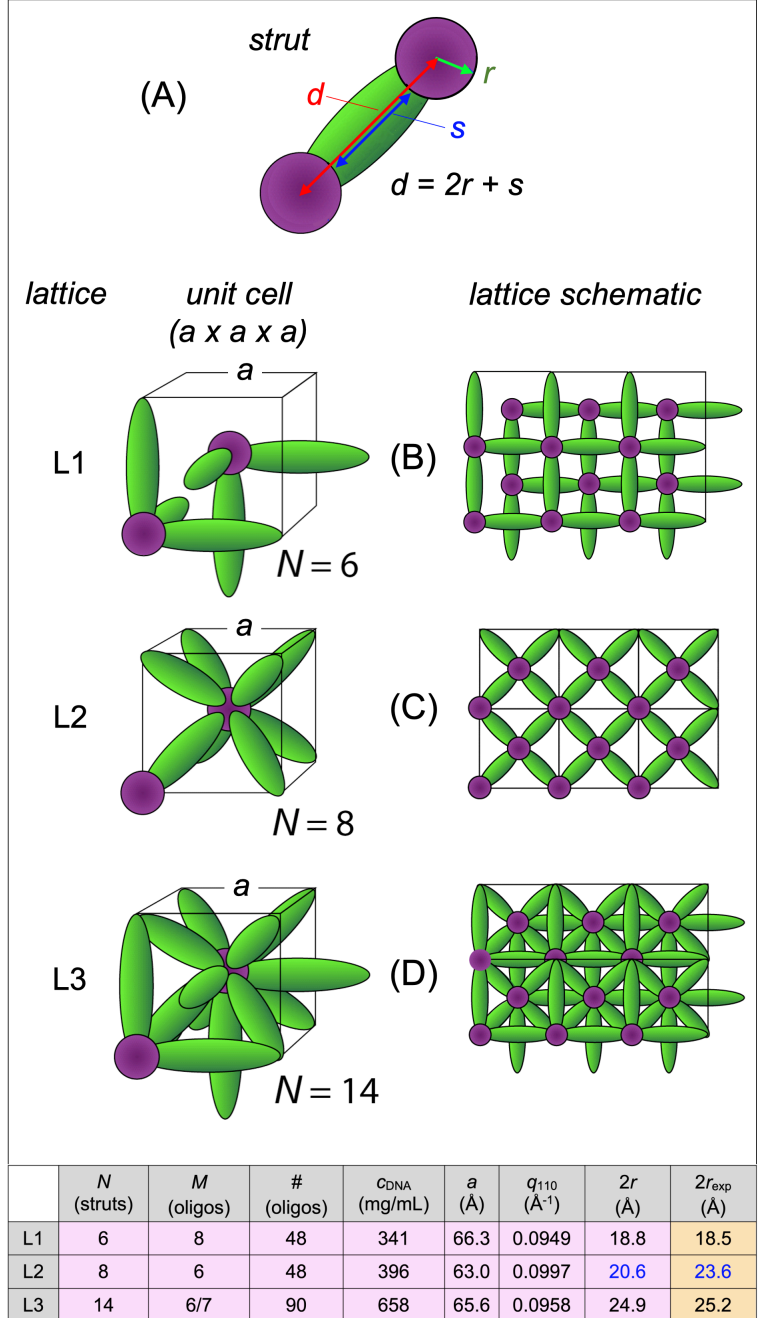 strut
(A)
r
d
s
d = 2r + s
lattice
unit cell
(a x a x a)
lattice schematic
a
L1
(B)
N = 6
a
L2
(C)
N = 8
a
L3
(D)
N = 14
N (struts) M (oligos) # (oligos) cDNA (mg/mL) a (Å) q110 (Å-1) 2r (Å) 2rexp (Å)
L1 6 8 48 341 66.3 0.0949 18.8 18.5
L2 8 6 48 396 63.0 0.0997 20.6 23.6
L3 14 6/7 90 658 65.6 0.0958 24.9 25.2